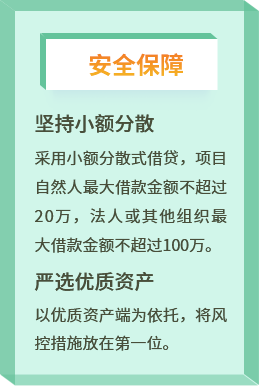 安全保障
坚持小额分散
采用小额分散式借贷，项目
自然人最大借款金额不超过
20万，法人或其他组织最
大借款金额不超过100万。
严选优质资产
以优质资产端为依托，将风
控措施放在第一位。